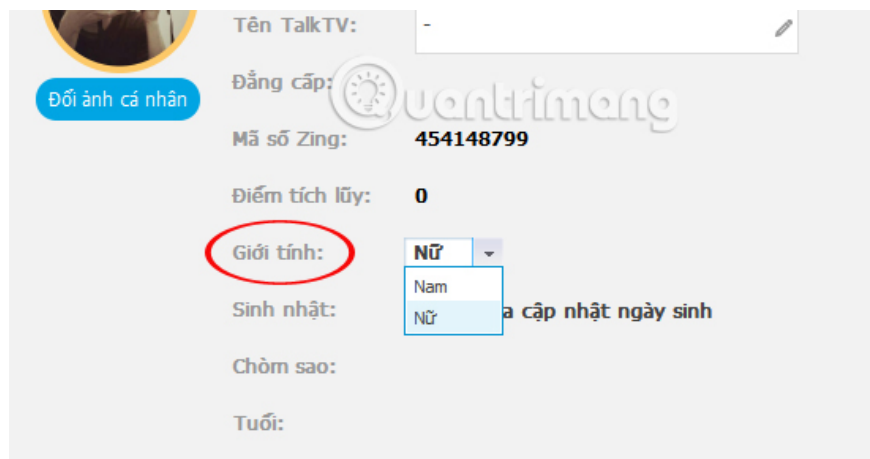 Tên TalkTV: -
Đổi ảnh cá nhân
Đẳng cấp:
Quantrimang
Mã số Zing: 454148799
Điểm tích lũy: 0
Giới tính: Nữ
Nam
Nữ
Sinh nhật: a cập nhật ngày sinh
Chòm sao:
Tuổi: